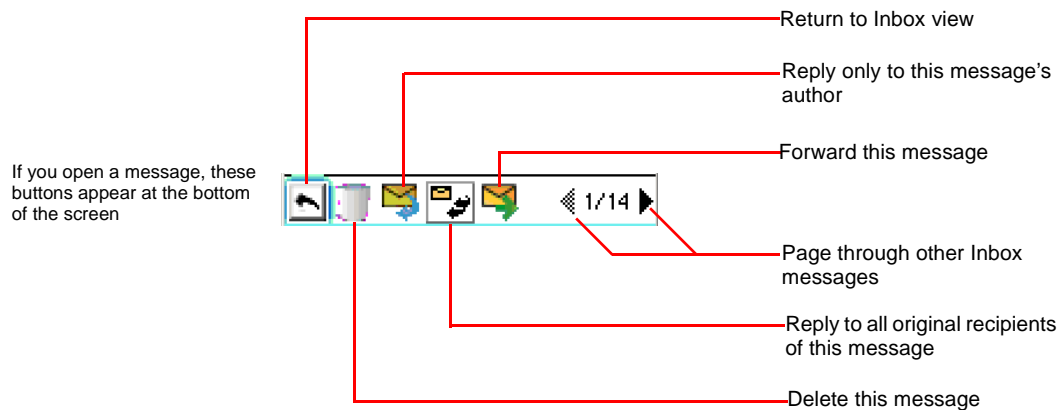 Return to Inbox view
Reply only to this message's
author
Forward this message
If you open a message, these
buttons appear at the bottom
of the screen
1/14
Page through other Inbox
messages
Reply to all original recipients
of this message
Delete this message